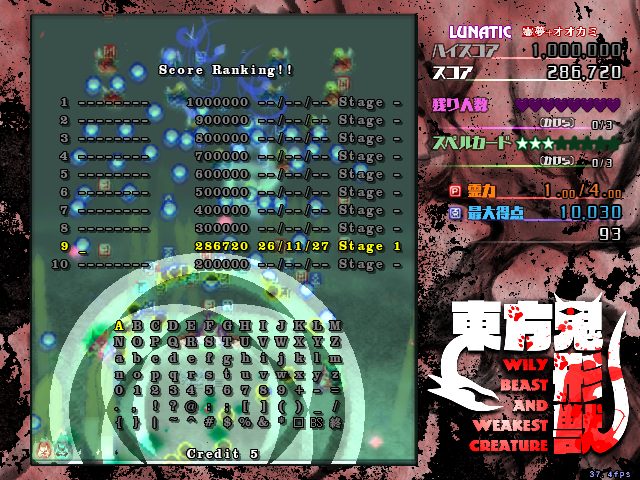 Score Ranking!!
1 -------- 1000000 --/--/-- Stage -
2 -------- 900000 --/--/-- Stage -
3 -------- 800000 --/--/-- Stage -
4 -------- 700000 --/--/-- Stage -
5 -------- 600000 --/--/-- Stage -
6 -------- 500000 --/--/-- Stage -
7 -------- 400000 --/--/-- Stage -
8 -------- 300000 --/--/-- Stage -
9 _ 286720 26/11/27 Stage 1
10 -------- 200000 --/--/-- Stage -
A B C D E F G H I J K L M
N O P Q R S T U V W X Y Z
a b c d e f g h i j k l m
n o p q r s t u v w x y z
0 1 2 3 4 5 6 7 8 9 + - =
. , ! ? @ : ; [ ] ( ) _ /
{ } | ~ ^ # $ % & * 口 BS 終
Credit 5
LUNATIC 霊夢+オオカミ
ハイスコア 1,000,000
スコア 286,720
残り人数
(かけら) 0/3
スペルカード ★★★★★★★★
(かけら) 0/3
P 霊力 1.00/4.00
最大得点 10,030
93
東方鬼形獣
WILY
BEAST
AND
WEAKEST
CREATURE
37.4fps